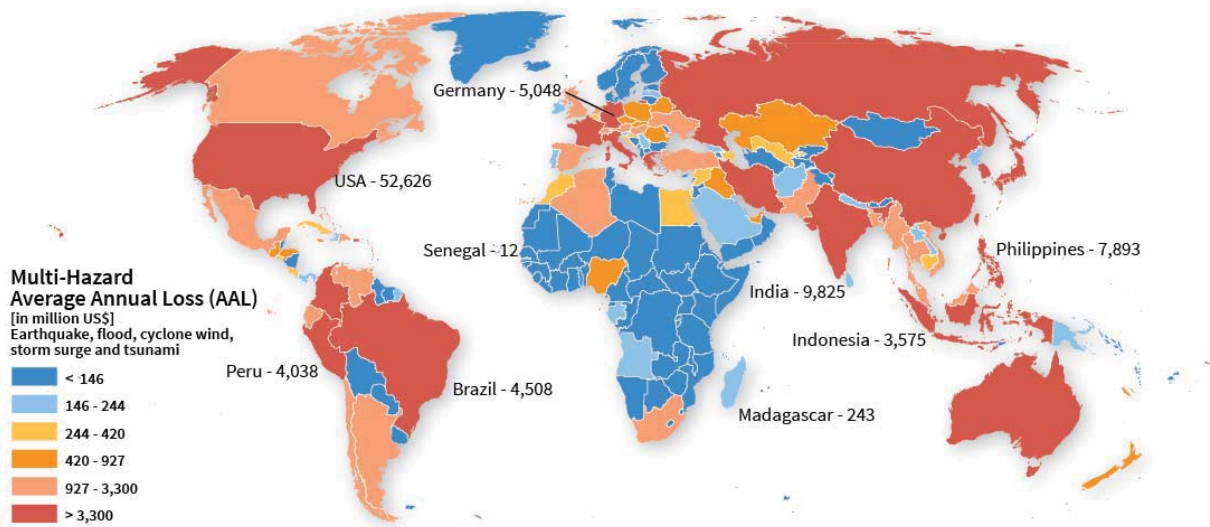 Germany - 5,048
USA - 52,626
Senegal - 12
Philippines - 7,893
India - 9,825
Indonesia - 3,575
Peru - 4,038
Brazil - 4,508
Madagascar - 243
Multi-Hazard
Average Annual Loss (AAL)
[in million US$]
Earthquake, flood, cyclone wind,
storm surge and tsunami
< 146
146 - 244
244 - 420
420 - 927
927 - 3,300
> 3,300